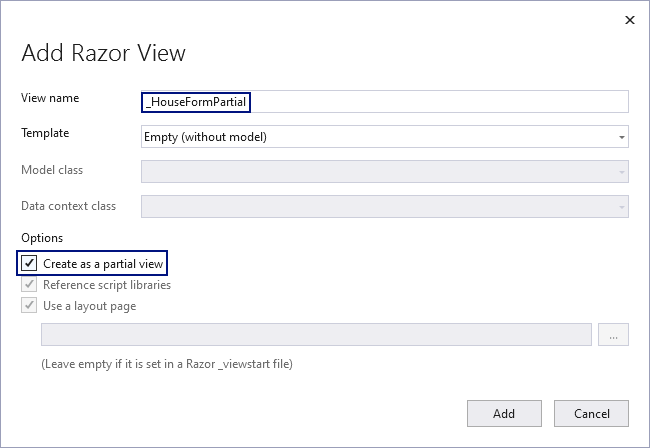 Add Razor View
View name
_HouseFormPartial
Template
Empty (without model)
Model class
Data context class
Options
Create as a partial view
Reference script libraries
Use a layout page
...
(Leave empty if it is set in a Razor _viewstart file)
Add
Cancel